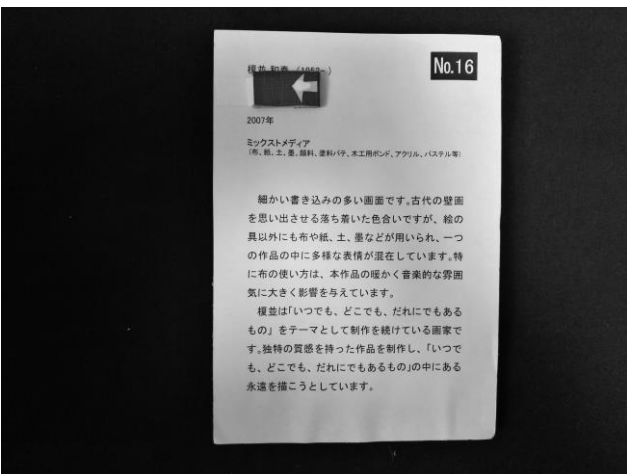 No.16
榎並和春 (1952-)
2007年
ミックストメディア
(布、紙、土、墨、顔料、塗料パテ、木工用ボンド、アクリル、パステル等)
細かい書き込みの多い画面です。古代の壁画
を思い出させる落ち着いた色合いですが、絵の
具以外にも布や紙、土、墨などが用いられ、一つ
の作品の中に多様な表情が混在しています。特
に布の使い方は、本作品の暖かく音楽的な雰囲
気に大きく影響を与えています。
榎並は「いつでも、どこでも、だれにでもある
もの」をテーマとして制作を続けている画家で
す。独特の質感を持った作品を制作し、「いつで
も、どこでも、だれにでもあるもの」の中にある
永遠を描こうとしています。